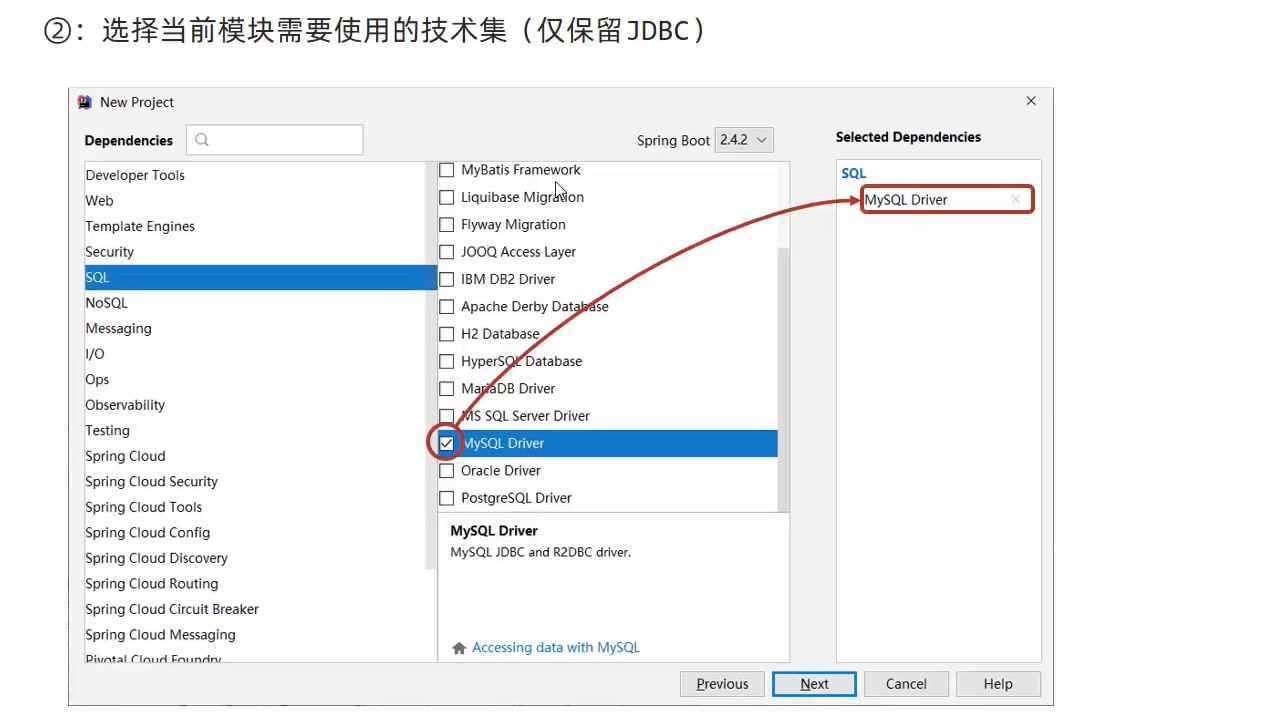 ②：选择当前模块需要使用的技术集（仅保留JDBC）
New Project
Dependencies
Spring Boot 2.4.2
Selected Dependencies
Developer Tools
Web
Template Engines
Security
SQL
NoSQL
Messaging
I/O
Ops
Observability
Testing
Spring Cloud
Spring Cloud Security
Spring Cloud Tools
Spring Cloud Config
Spring Cloud Discovery
Spring Cloud Routing
Spring Cloud Circuit Breaker
Spring Cloud Messaging
Pivotal Cloud Foundry
MyBatis Framework
Liquibase Migration
Flyway Migration
JOOQ Access Layer
IBM DB2 Driver
Apache Derby Database
H2 Database
HyperSQL Database
MariaDB Driver
MS SQL Server Driver
MySQL Driver
Oracle Driver
PostgreSQL Driver
MySQL Driver
MySQL JDBC and R2DBC driver.
Accessing data with MySQL
SQL
MySQL Driver
Previous
Next
Cancel
Help